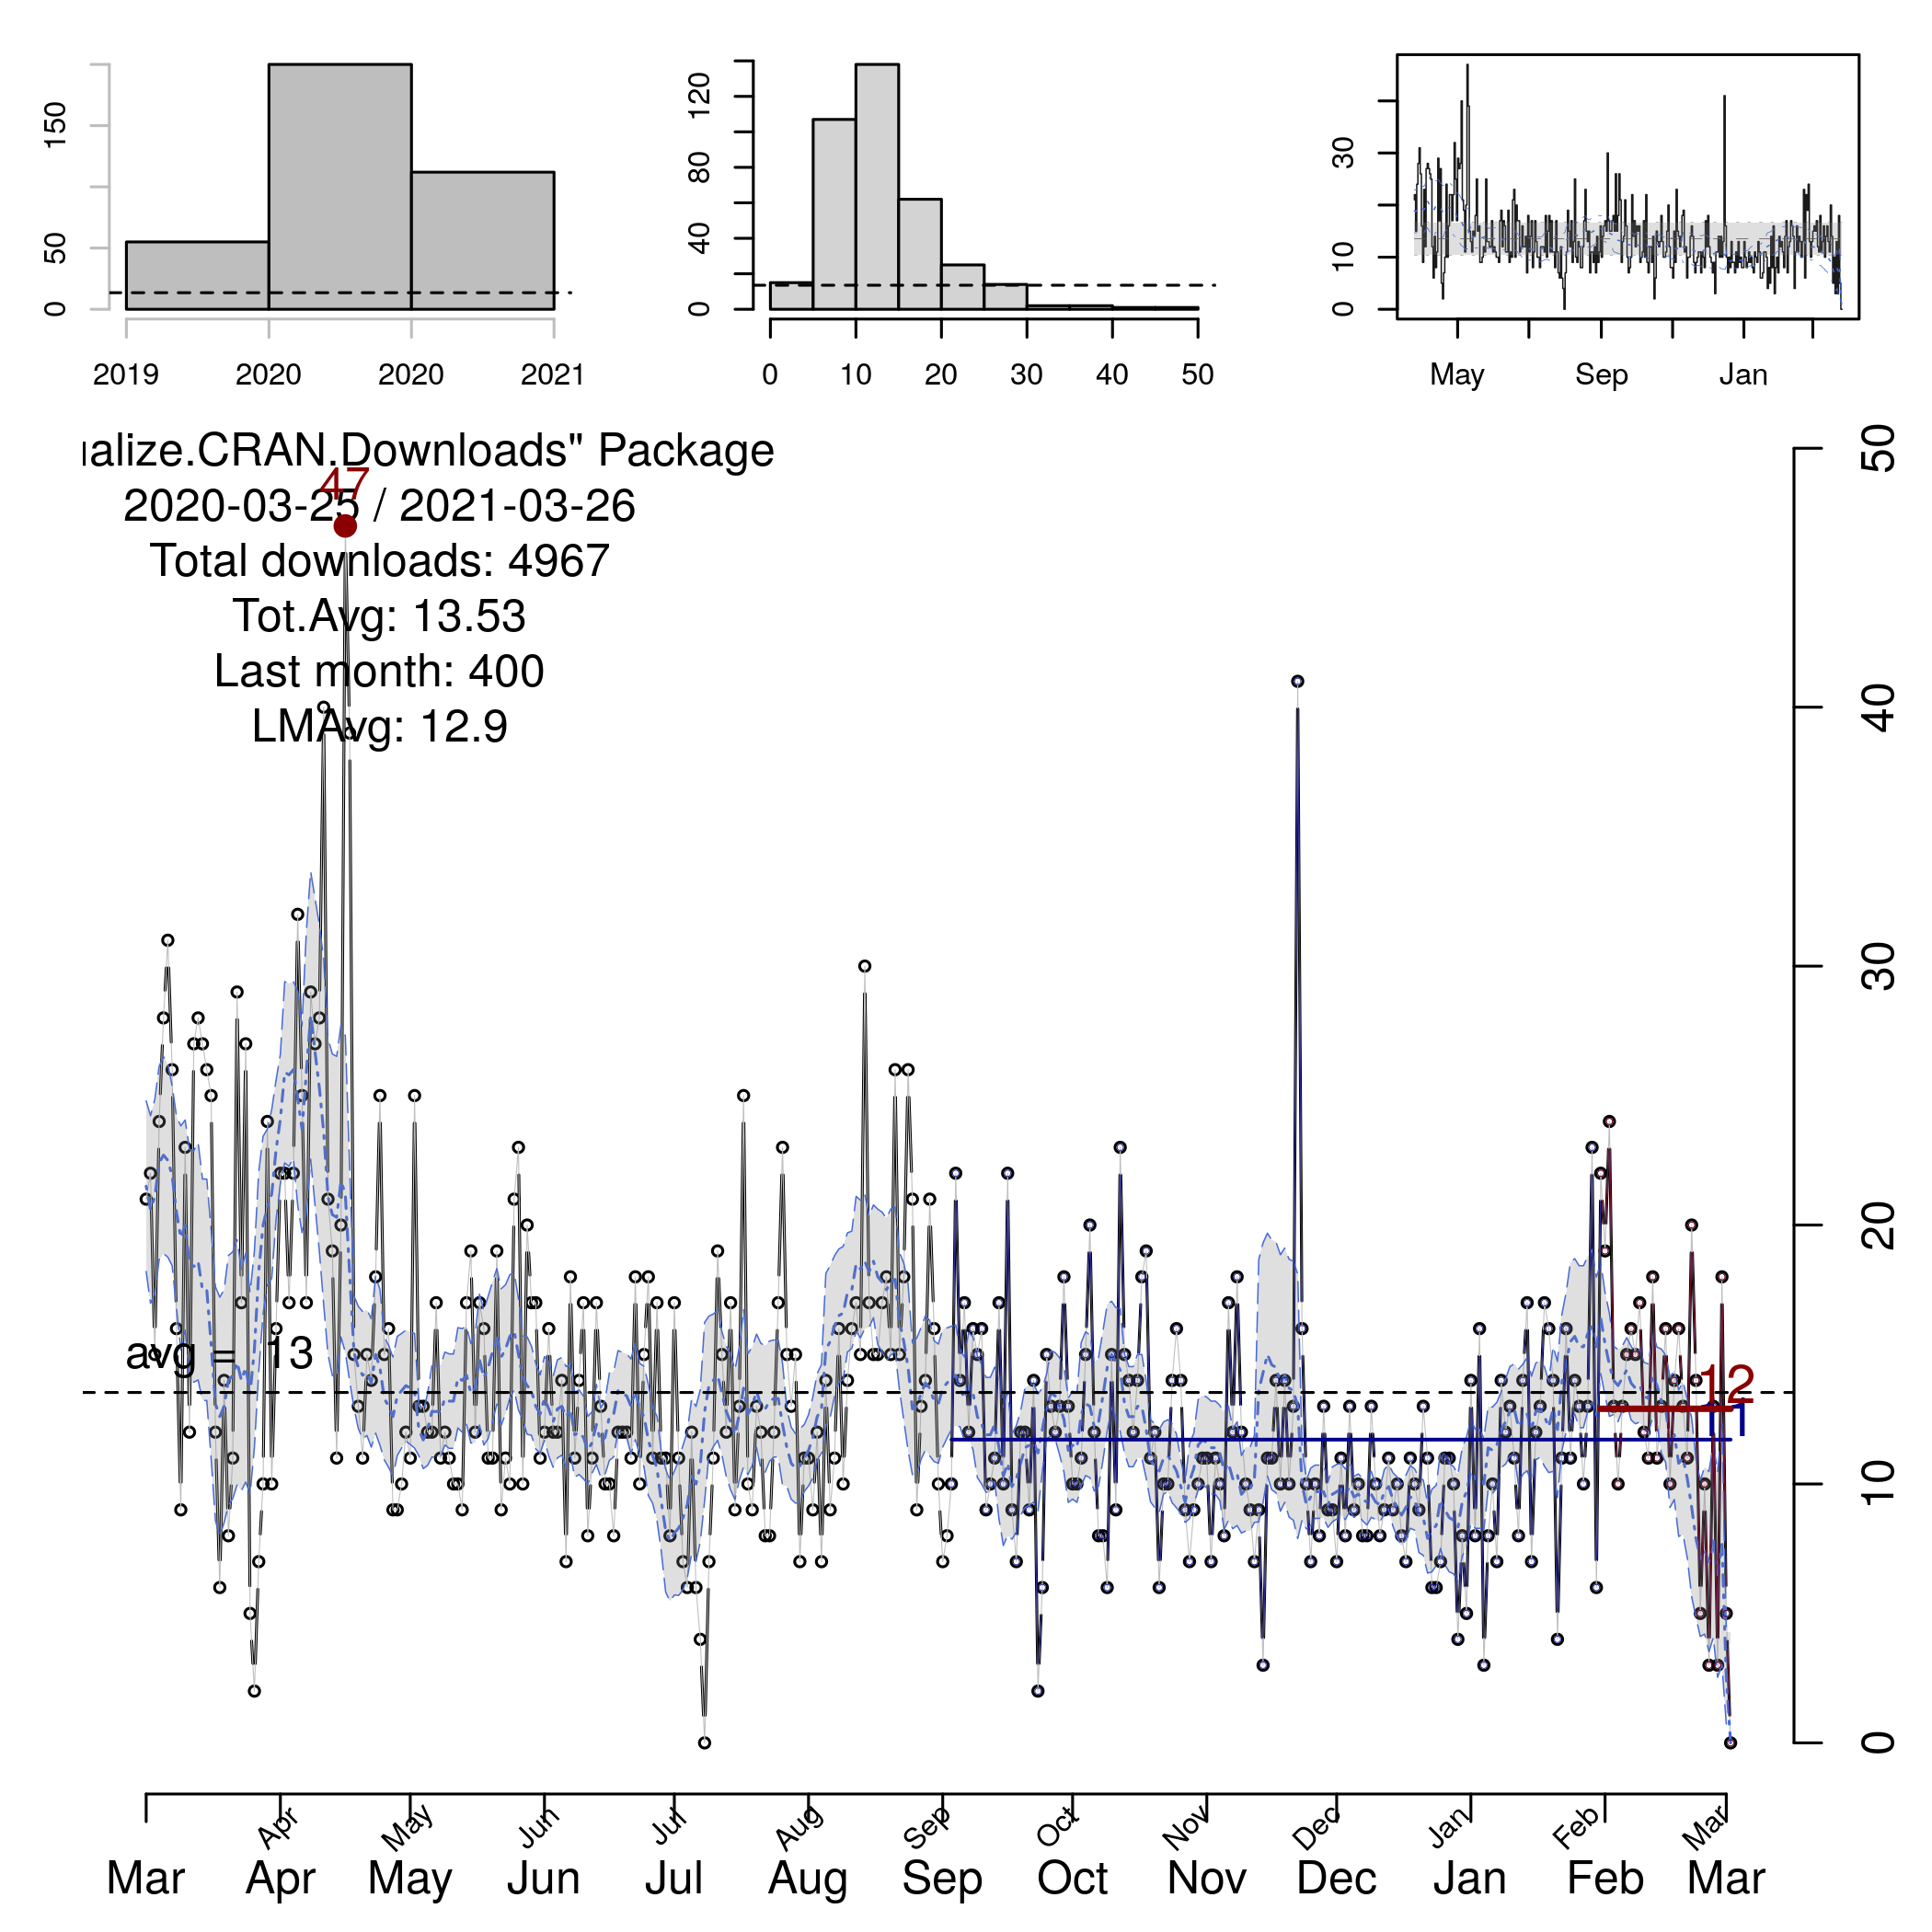 150
50
0
2019 2020 2020 2021
120
80
40
0
0 10 20 30 40 50
30
10
0
May Sep Jan
alize.CRAN.Downloads" Package
47
2020-03-25 / 2021-03-26
Total downloads: 4967
Tot.Avg: 13.53
Last month: 400
LMAvg: 12.9
avg = 13
12
11
50
40
30
20
10
0
Apr May Jun Jul Aug Sep Oct Nov Dec Jan Feb Mar
Mar Apr May Jun Jul Aug Sep Oct Nov Dec Jan Feb Mar